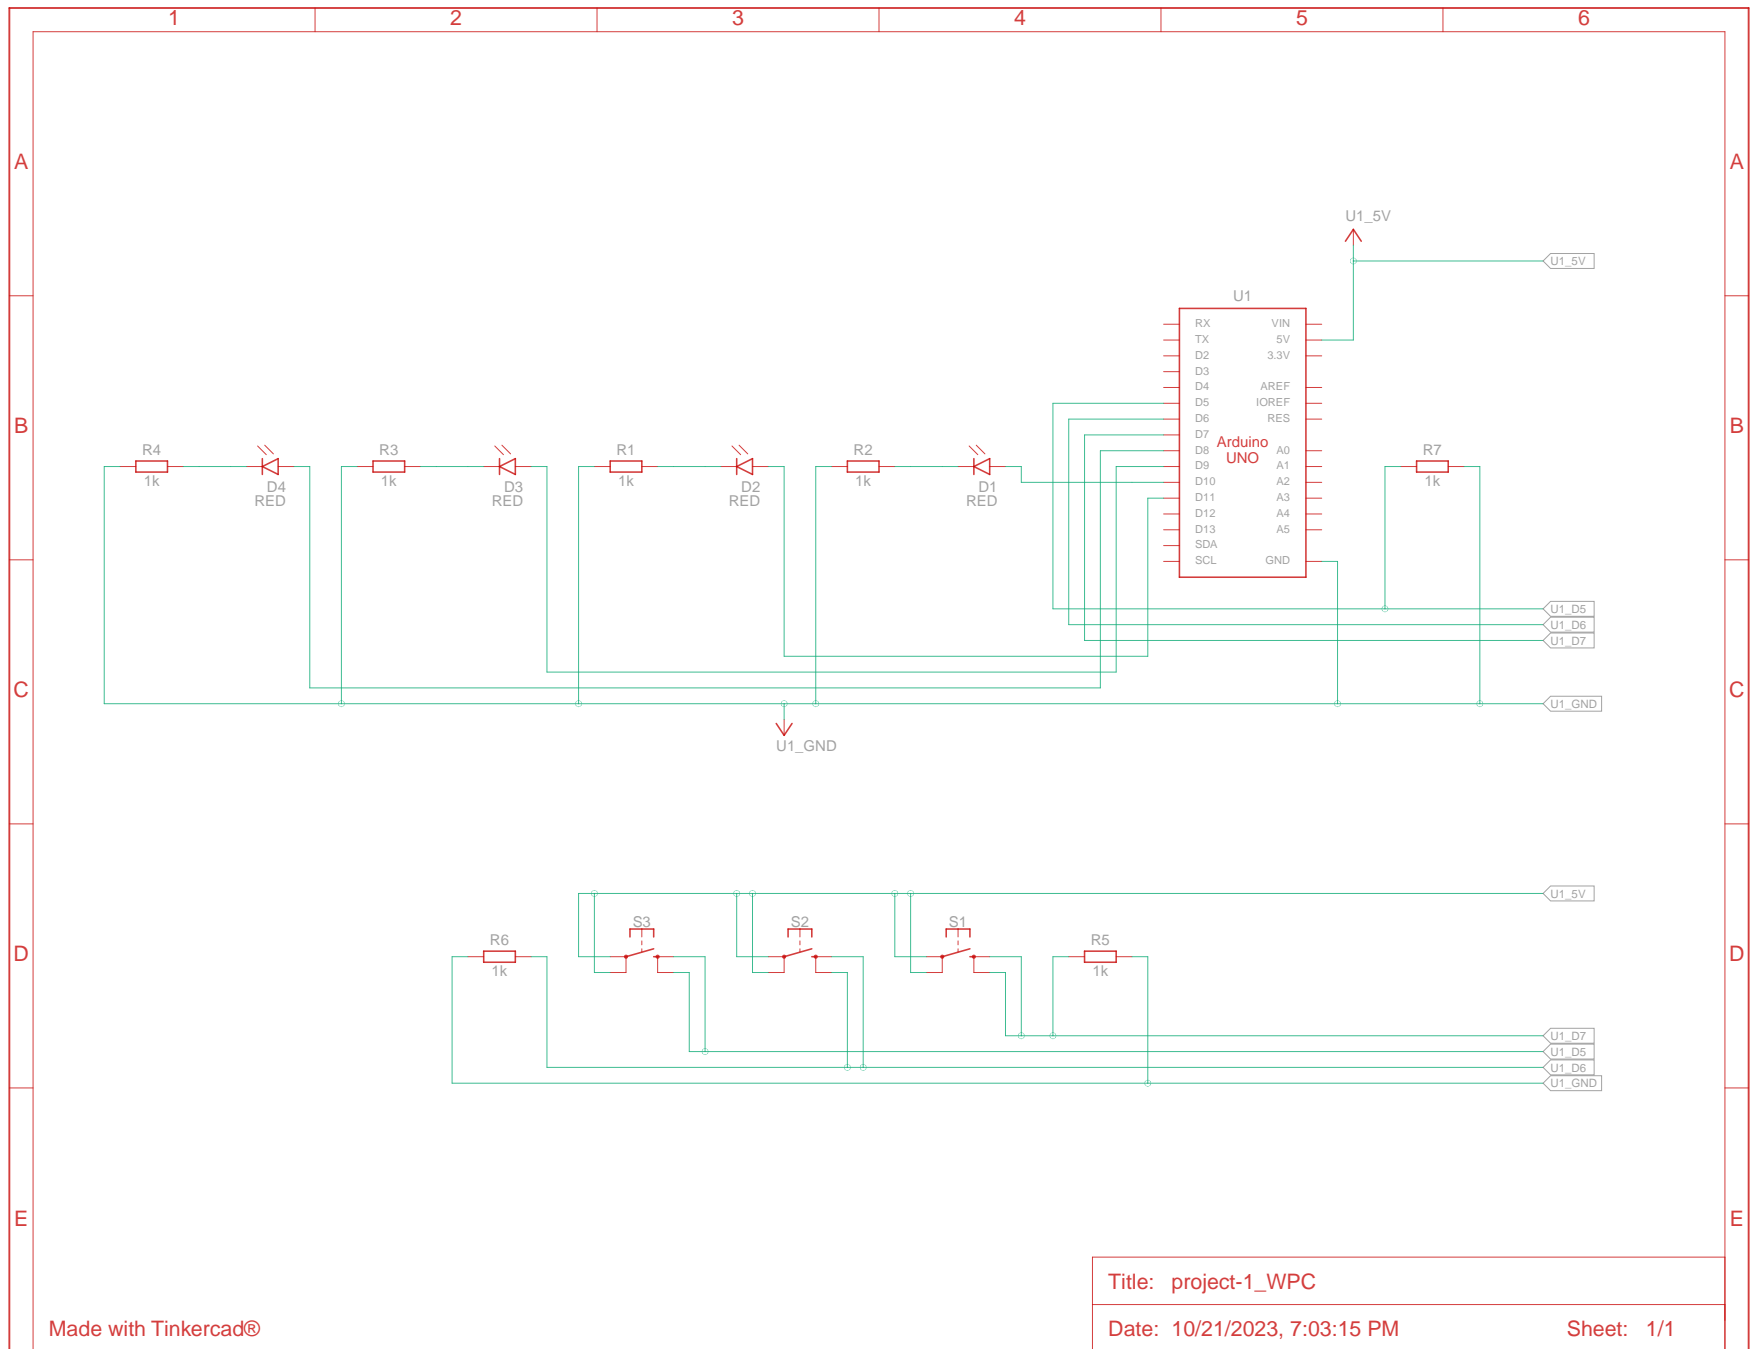 1 2 3 4 5 6
A A
U1_5V
U1_5V
U1
RX VIN
TX 5V
D2 3.3V
D3
D4 AREF
D5 IOREF
D6 RES
D7
B B
Arduino
UNO
R4 R3 R1 R2 D8 A0 R7
D9 A1
1k 1k 1k 1k D10 A2 1k
D4 D3 D2 D1
RED RED RED RED D11 A3
D12 A4
D13 A5
SDA
SCL GND
U1_D5
U1_D6
U1_D7
C C
U1_GND
U1_GND
U1_5V
S3 S2 S1
R6 R5
D D
1k 1k
U1_D7
U1_D5
U1_D6
U1_GND
E E
Title: project-1_WPC
Made with Tinkercad® Date: 10/21/2023, 7:03:15 PM Sheet: 1/1